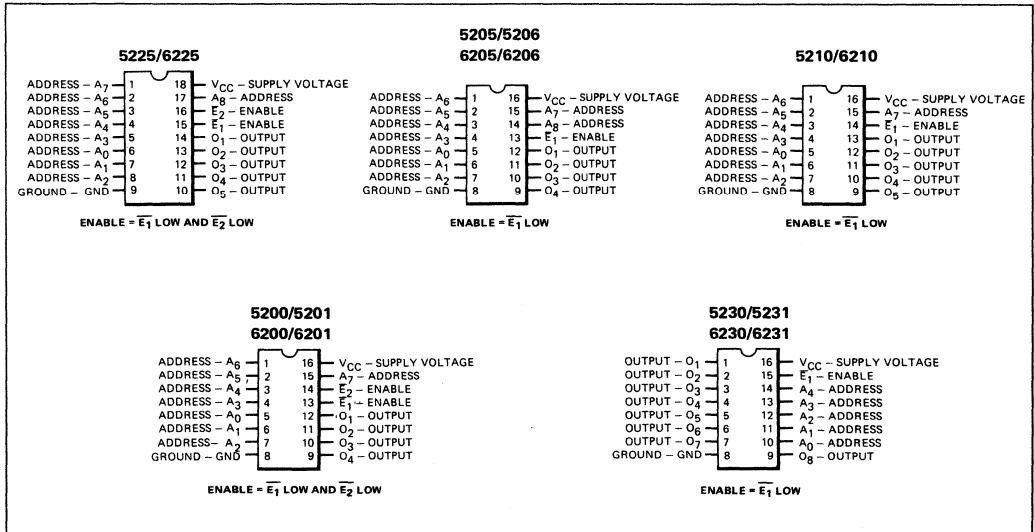 5225/6225
ADDRESS – A7 1 18 VCC – SUPPLY VOLTAGE
ADDRESS – A6 2 17 A8 – ADDRESS
ADDRESS – A5 3 16 E̅2 – ENABLE
ADDRESS – A4 4 15 E̅1 – ENABLE
ADDRESS – A3 5 14 O1 – OUTPUT
ADDRESS – A0 6 13 O2 – OUTPUT
ADDRESS – A1 7 12 O3 – OUTPUT
ADDRESS – A2 8 11 O4 – OUTPUT
GROUND – GND 9 10 O5 – OUTPUT
ENABLE = E̅1 LOW AND E̅2 LOW
5205/5206
6205/6206
ADDRESS – A6 1 16 VCC – SUPPLY VOLTAGE
ADDRESS – A5 2 15 A7 – ADDRESS
ADDRESS – A4 3 14 A8 – ADDRESS
ADDRESS – A3 4 13 E̅1 – ENABLE
ADDRESS – A0 5 12 O1 – OUTPUT
ADDRESS – A1 6 11 O2 – OUTPUT
ADDRESS – A2 7 10 O3 – OUTPUT
GROUND – GND 8 9 O4 – OUTPUT
ENABLE = E̅1 LOW
5210/6210
ADDRESS – A6 1 16 VCC – SUPPLY VOLTAGE
ADDRESS – A5 2 15 A7 – ADDRESS
ADDRESS – A4 3 14 E̅1 – ENABLE
ADDRESS – A3 4 13 O1 – OUTPUT
ADDRESS – A0 5 12 O2 – OUTPUT
ADDRESS – A1 6 11 O3 – OUTPUT
ADDRESS – A2 7 10 O4 – OUTPUT
GROUND – GND 8 9 O5 – OUTPUT
ENABLE = E̅1 LOW
5200/5201
6200/6201
ADDRESS – A6 1 16 VCC – SUPPLY VOLTAGE
ADDRESS – A5 2 15 A7 – ADDRESS
ADDRESS – A4 3 14 E̅2 – ENABLE
ADDRESS – A3 4 13 E̅1 – ENABLE
ADDRESS – A0 5 12 O1 – OUTPUT
ADDRESS – A1 6 11 O2 – OUTPUT
ADDRESS– A2 7 10 O3 – OUTPUT
GROUND – GND 8 9 O4 – OUTPUT
ENABLE = E̅1 LOW AND E̅2 LOW
5230/5231
6230/6231
OUTPUT – O1 1 16 VCC – SUPPLY VOLTAGE
OUTPUT – O2 2 15 E̅1 – ENABLE
OUTPUT – O3 3 14 A4 – ADDRESS
OUTPUT – O4 4 13 A3 – ADDRESS
OUTPUT – O5 5 12 A2 – ADDRESS
OUTPUT – O6 6 11 A1 – ADDRESS
OUTPUT – O7 7 10 A0 – ADDRESS
GROUND – GND 8 9 O8 – OUTPUT
ENABLE = E̅1 LOW